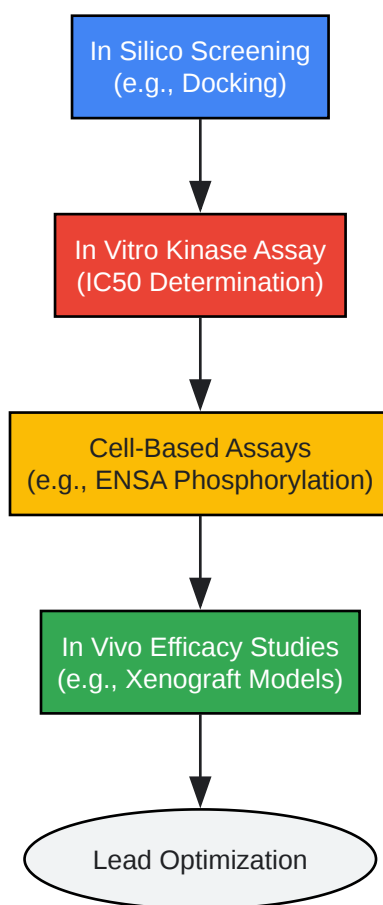 In Silico Screening
(e.g., Docking)
In Vitro Kinase Assay
(IC50 Determination)
Cell-Based Assays
(e.g., ENSA Phosphorylation)
In Vivo Efficacy Studies
(e.g., Xenograft Models)
Lead Optimization